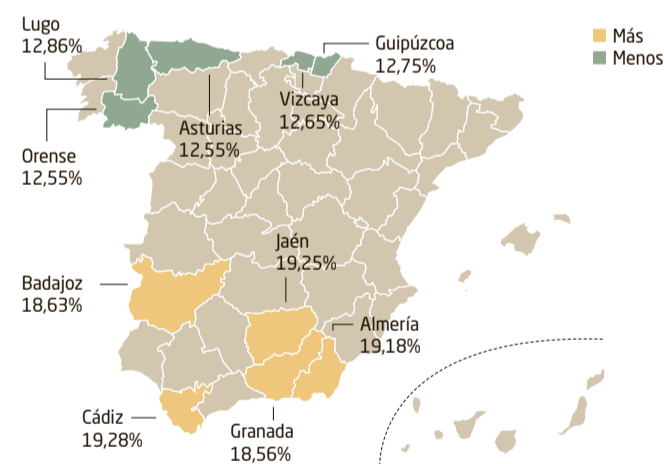 Lugo
12,86%
Guipúzcoa
12,75%
Más
Menos
Vizcaya
12,65%
Asturias
12,55%
Orense
12,55%
Jaén
19,25%
Badajoz
18,63%
Almería
19,18%
Cádiz
19,28%
Granada
18,56%